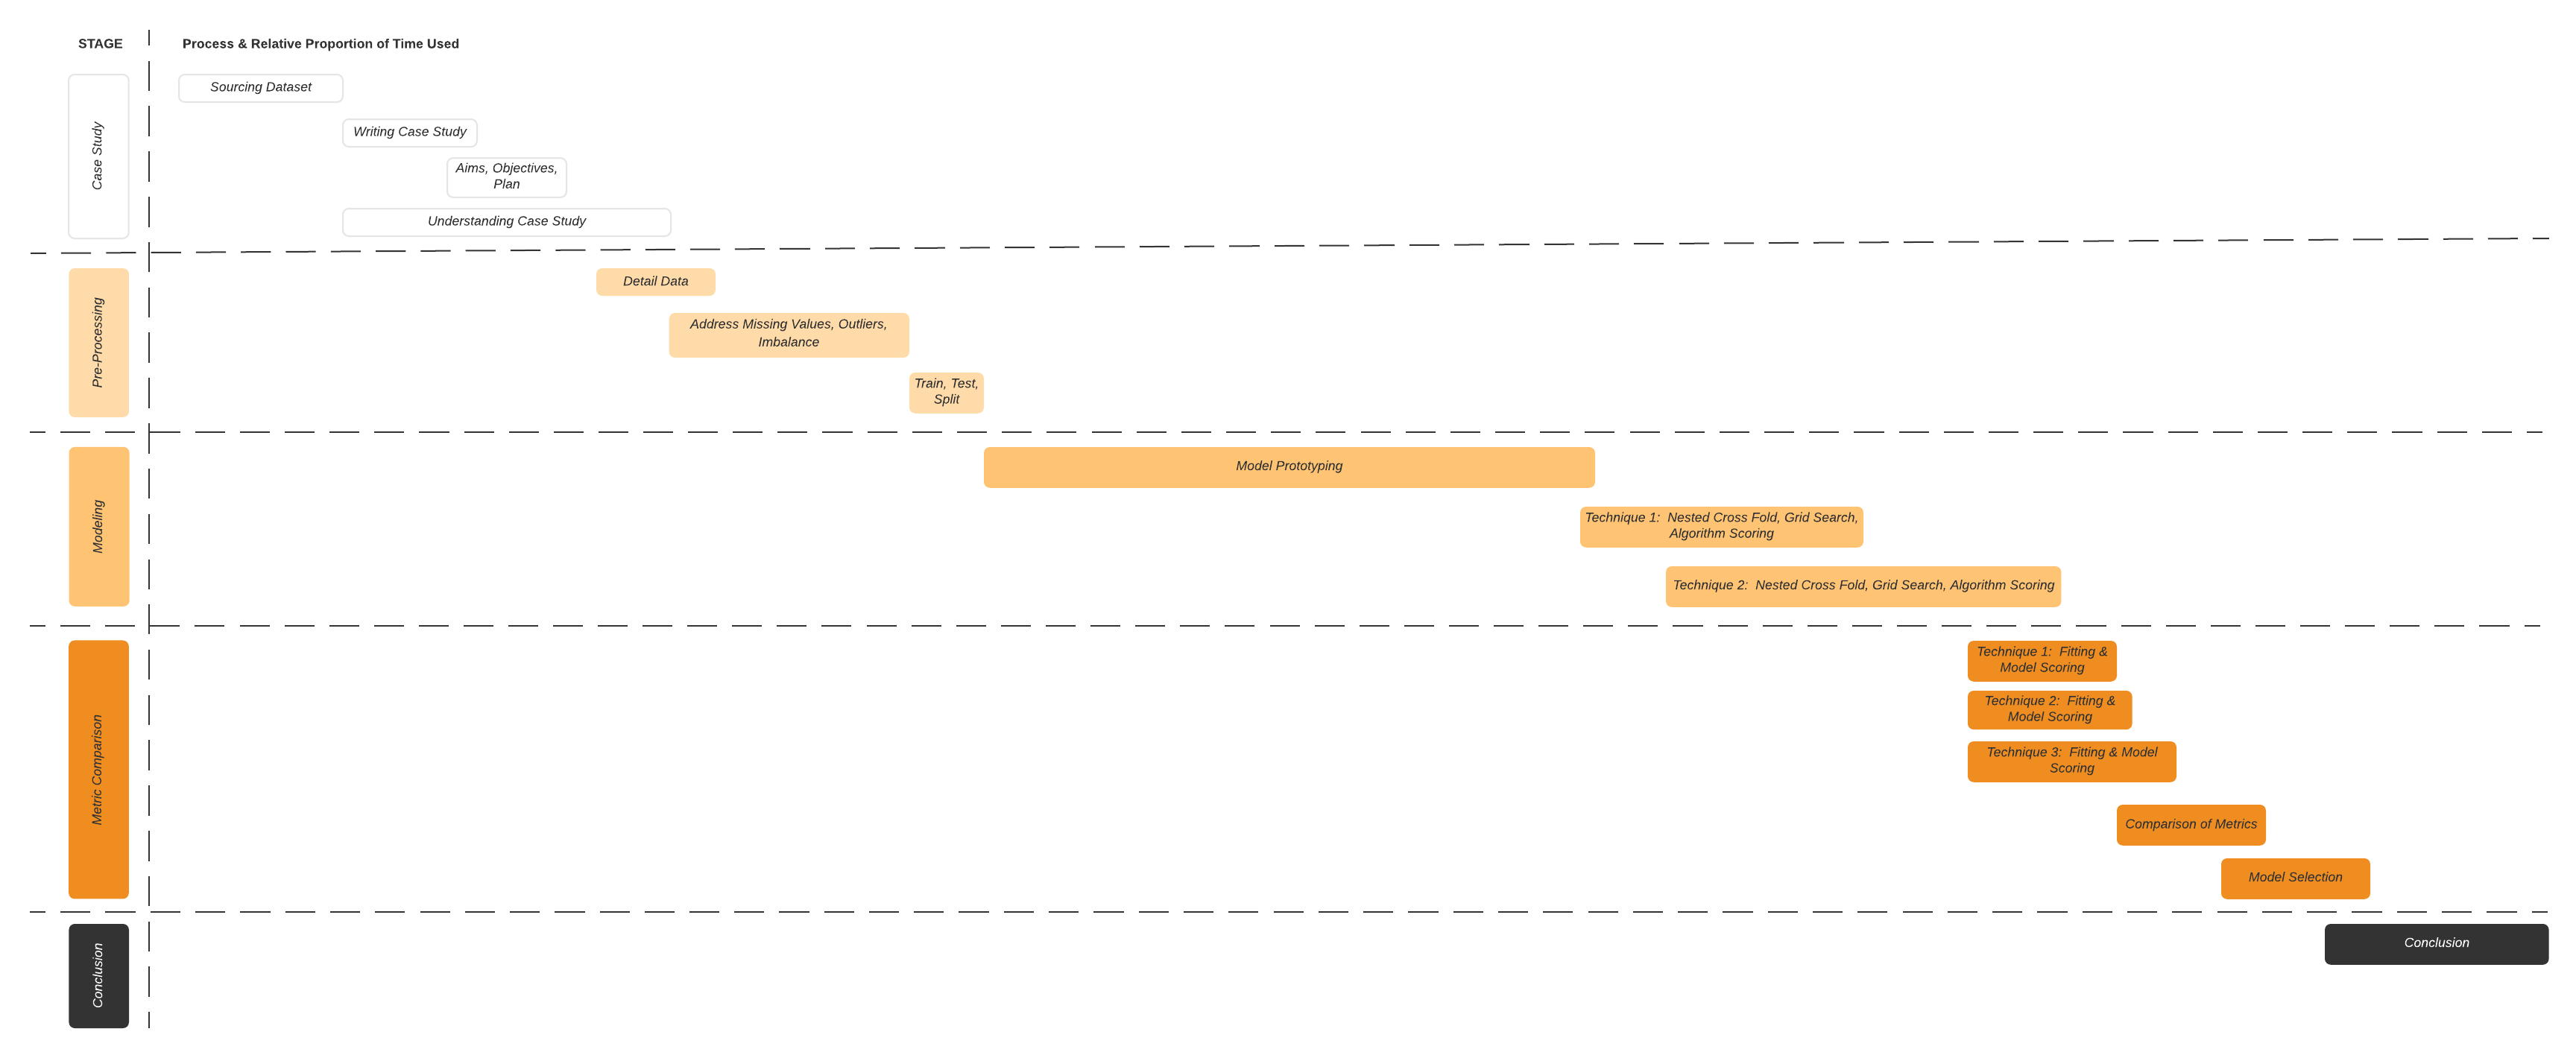 STAGE
Process & Relative Proportion of Time Used
Case Study
Sourcing Dataset
Writing Case Study
Aims, Objectives,
Plan
Understanding Case Study
Pre-Processing
Detail Data
Address Missing Values, Outliers,
Imbalance
Train, Test,
Split
Modeling
Model Prototyping
Technique 1:  Nested Cross Fold, Grid Search,
Algorithm Scoring
Technique 2:  Nested Cross Fold, Grid Search, Algorithm Scoring
Metric Comparison
Technique 1:  Fitting &
Model Scoring
Technique 2:  Fitting &
Model Scoring
Technique 3:  Fitting & Model
Scoring
Comparison of Metrics
Model Selection
Conclusion
Conclusion